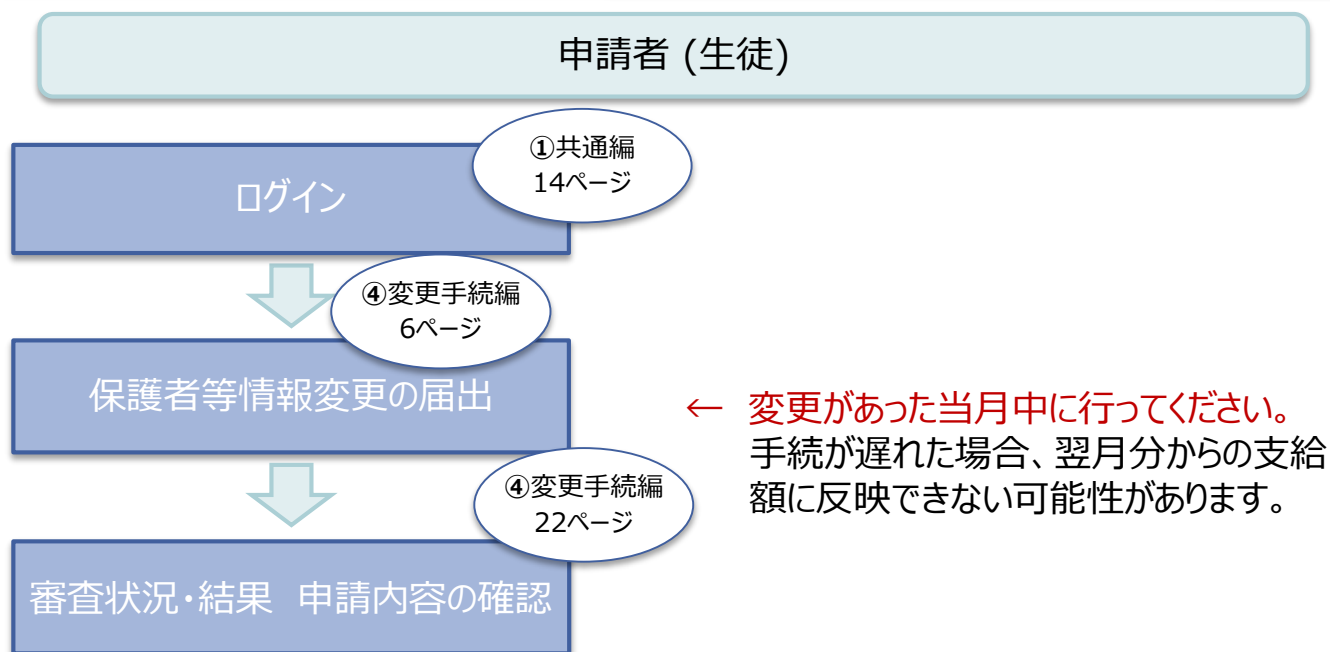 申請者 (生徒)
①共通編
14ページ
ログイン
④変更手続編
6ページ
保護者等情報変更の届出
← 変更があった当月中に行ってください。
手続が遅れた場合、翌月分からの支給
額に反映できない可能性があります。
④変更手続編
22ページ
審査状況・結果　申請内容の確認